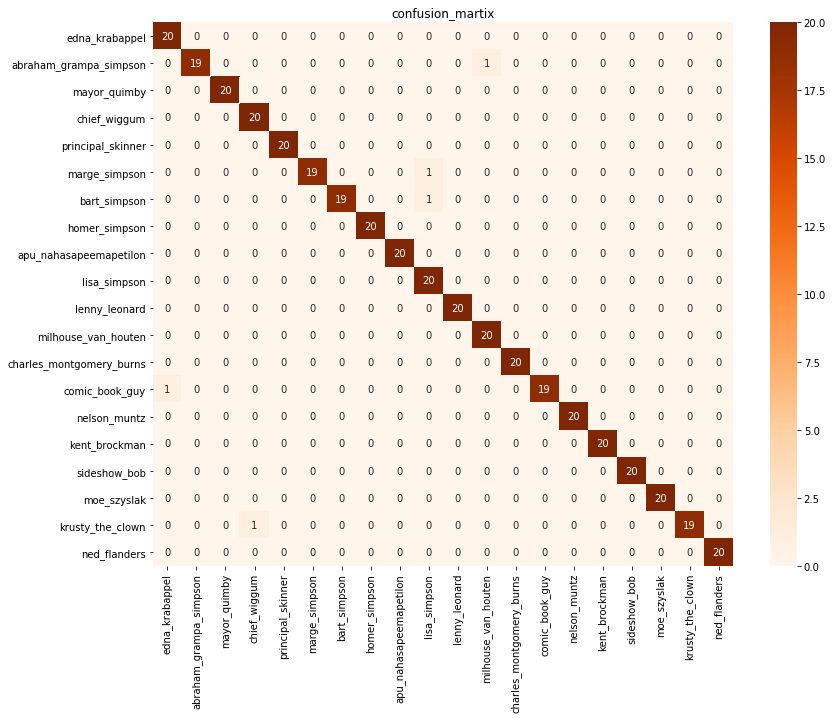 confusion_martix
edna_krabappel 20 0 0 0 0 0 0 0 0 0 0 0 0 0 0 0 0 0 0 0
abraham_grampa_simpson 0 19 0 0 0 0 0 0 0 0 0 1 0 0 0 0 0 0 0 0
mayor_quimby 0 0 20 0 0 0 0 0 0 0 0 0 0 0 0 0 0 0 0 0
chief_wiggum 0 0 0 20 0 0 0 0 0 0 0 0 0 0 0 0 0 0 0 0
principal_skinner 0 0 0 0 20 0 0 0 0 0 0 0 0 0 0 0 0 0 0 0
marge_simpson 0 0 0 0 0 19 0 0 0 1 0 0 0 0 0 0 0 0 0 0
bart_simpson 0 0 0 0 0 0 19 0 0 1 0 0 0 0 0 0 0 0 0 0
homer_simpson 0 0 0 0 0 0 0 20 0 0 0 0 0 0 0 0 0 0 0 0
apu_nahasapeemapetilon 0 0 0 0 0 0 0 0 20 0 0 0 0 0 0 0 0 0 0 0
lisa_simpson 0 0 0 0 0 0 0 0 0 20 0 0 0 0 0 0 0 0 0 0
lenny_leonard 0 0 0 0 0 0 0 0 0 0 20 0 0 0 0 0 0 0 0 0
milhouse_van_houten 0 0 0 0 0 0 0 0 0 0 0 20 0 0 0 0 0 0 0 0
charles_montgomery_burns 0 0 0 0 0 0 0 0 0 0 0 0 20 0 0 0 0 0 0 0
comic_book_guy 1 0 0 0 0 0 0 0 0 0 0 0 0 19 0 0 0 0 0 0
nelson_muntz 0 0 0 0 0 0 0 0 0 0 0 0 0 0 20 0 0 0 0 0
kent_brockman 0 0 0 0 0 0 0 0 0 0 0 0 0 0 0 20 0 0 0 0
sideshow_bob 0 0 0 0 0 0 0 0 0 0 0 0 0 0 0 0 20 0 0 0
moe_szyslak 0 0 0 0 0 0 0 0 0 0 0 0 0 0 0 0 0 20 0 0
krusty_the_clown 0 0 0 1 0 0 0 0 0 0 0 0 0 0 0 0 0 0 19 0
ned_flanders 0 0 0 0 0 0 0 0 0 0 0 0 0 0 0 0 0 0 0 20
edna_krabappel
abraham_grampa_simpson
mayor_quimby
chief_wiggum
principal_skinner
marge_simpson
bart_simpson
homer_simpson
apu_nahasapeemapetilon
lisa_simpson
lenny_leonard
milhouse_van_houten
charles_montgomery_burns
comic_book_guy
nelson_muntz
kent_brockman
sideshow_bob
moe_szyslak
krusty_the_clown
ned_flanders
20.0
17.5
15.0
12.5
10.0
7.5
5.0
2.5
0.0